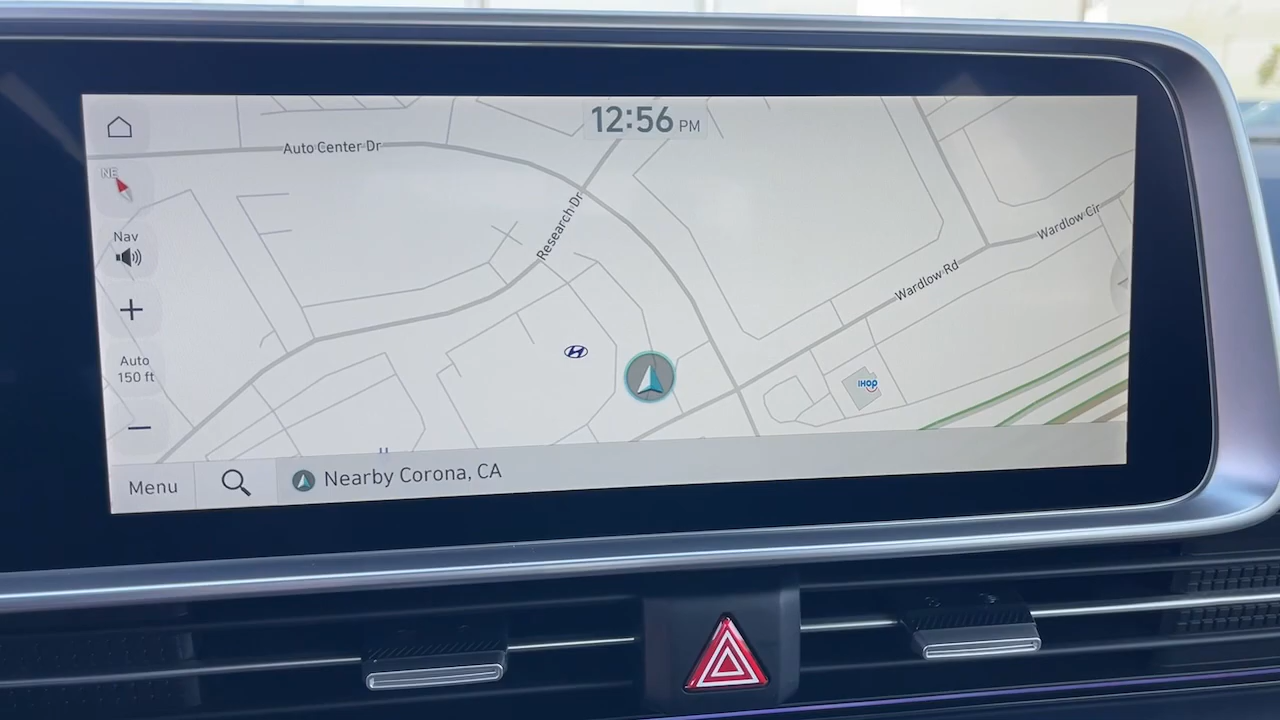 12:56 PM
Auto Center Dr
NE
Research Dr
Wardlow Cir
Nav
Wardlow Rd
Auto
150 ft
IHOP
Menu
Nearby Corona, CA